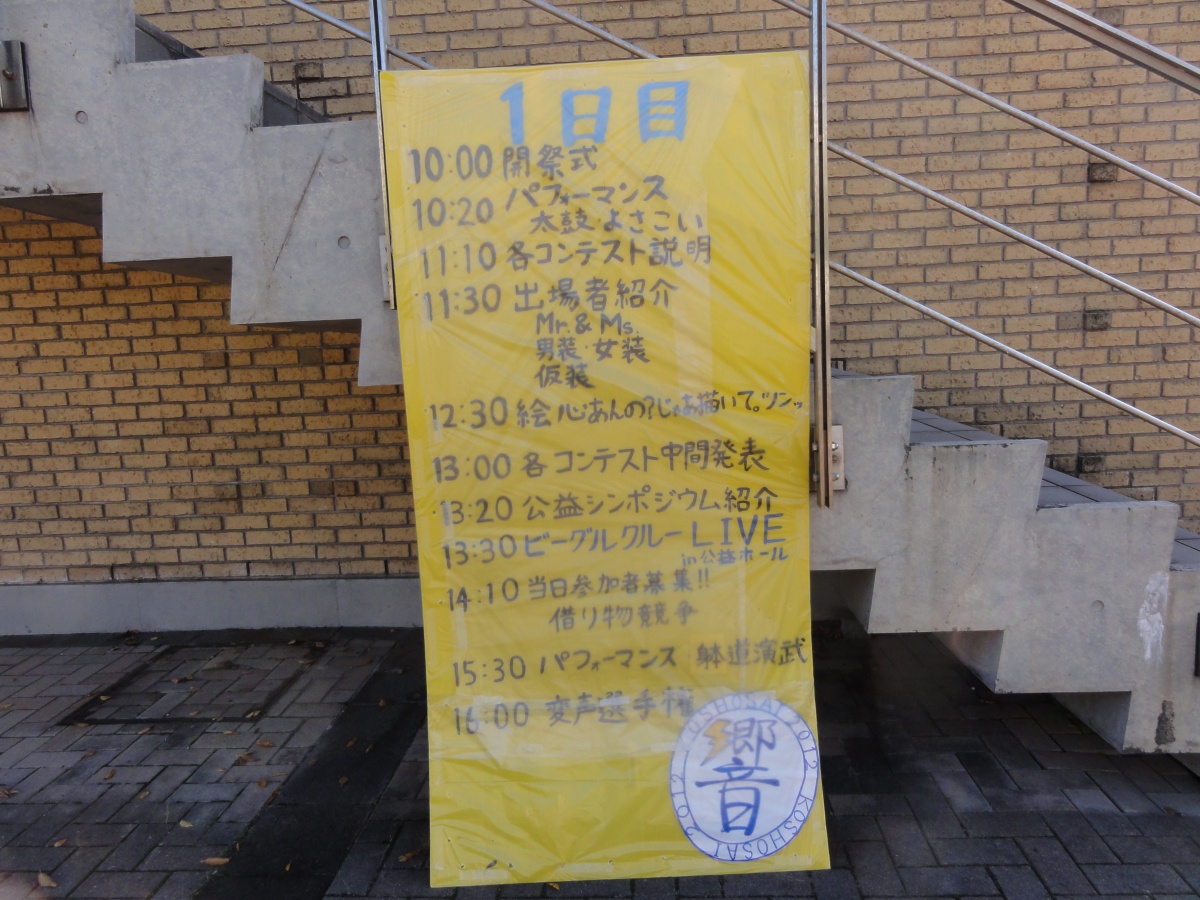 1日目
10:00 開祭式
10:20 パフォーマンス
太鼓・よさこい
11:10 各コンテスト説明
11:30 出場者紹介
Mr.&Ms.
男装・女装
仮装
12:30 絵心あんの?じゃあ描いて。ツンッ
13:00 各コンテスト中間発表
13:20 公益シンポジウム紹介
13:30 ビーグルクルー LIVE
in 公益ホール
14:10 当日参加者募集!!
借り物競争
15:30 パフォーマンス 躰道演武
16:00 変声選手権
KOSHOSAI 2012 KOSHOSAI 2012
響